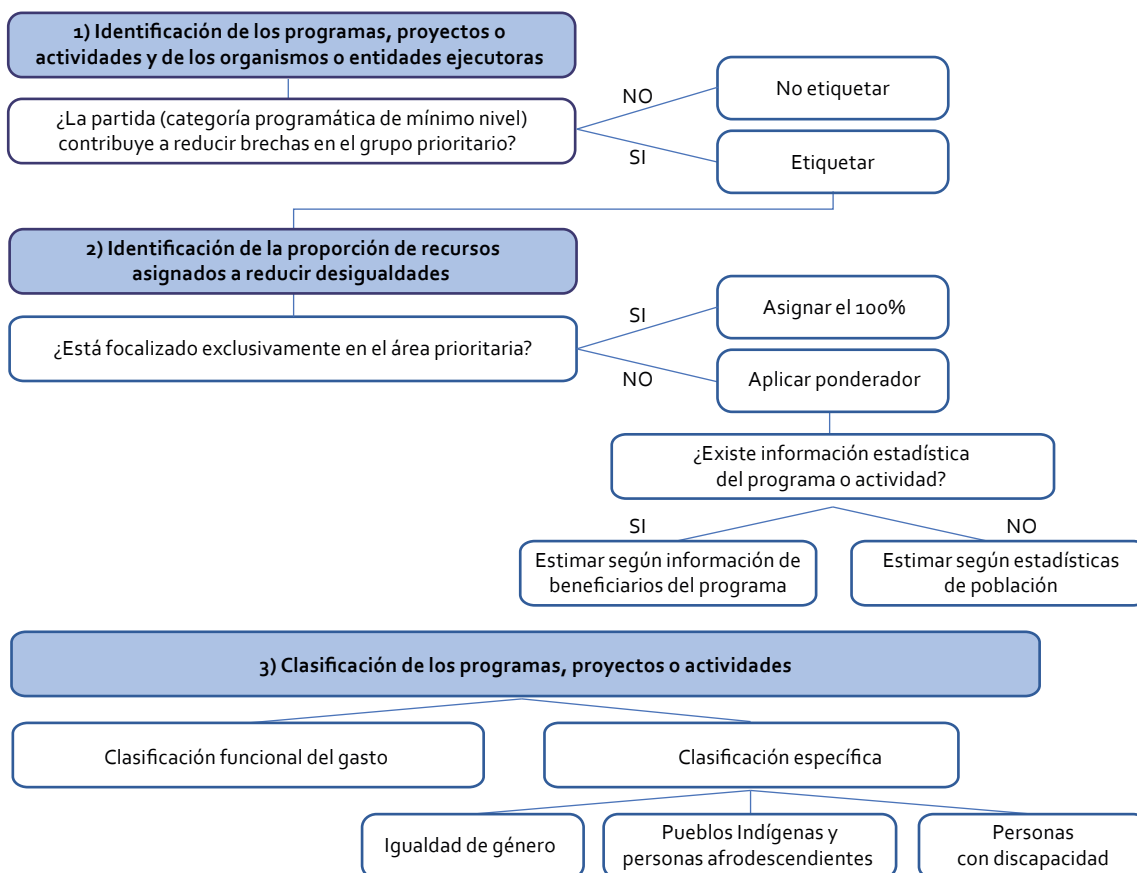 1) Identificación de los programas, proyectos o
actividades y de los organismos o entidades ejecutoras
¿La partida (categoría programática de mínimo nivel)
contribuye a reducir brechas en el grupo prioritario?
NO
No etiquetar
SI
Etiquetar
2) Identificación de la proporción de recursos
asignados a reducir desigualdades
¿Está focalizado exclusivamente en el área prioritaria?
SI
Asignar el 100%
NO
Aplicar ponderador
¿Existe información estadística
del programa o actividad?
SI
Estimar según información de
beneficiarios del programa
NO
Estimar según estadísticas
de población
3) Clasificación de los programas, proyectos o actividades
Clasificación funcional del gasto
Clasificación específica
Igualdad de género
Pueblos Indígenas y
personas afrodescendientes
Personas
con discapacidad